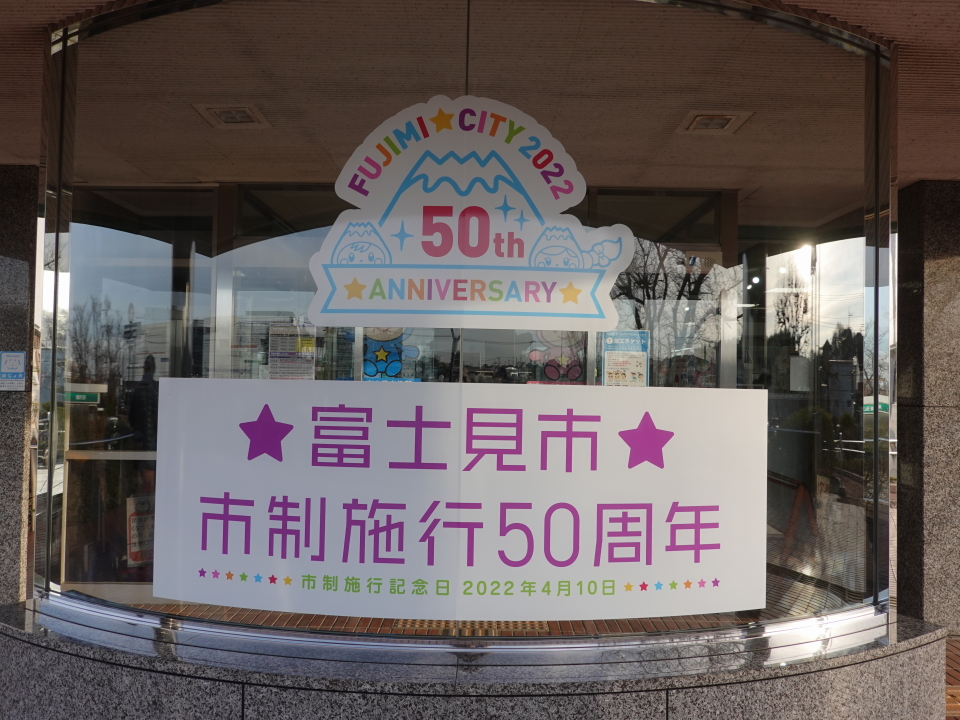 FUJIMI★CITY 2022
50th
★ANNIVERSARY★
★富士見市★
市制施行50周年
市制施行記念日 2022年4月10日